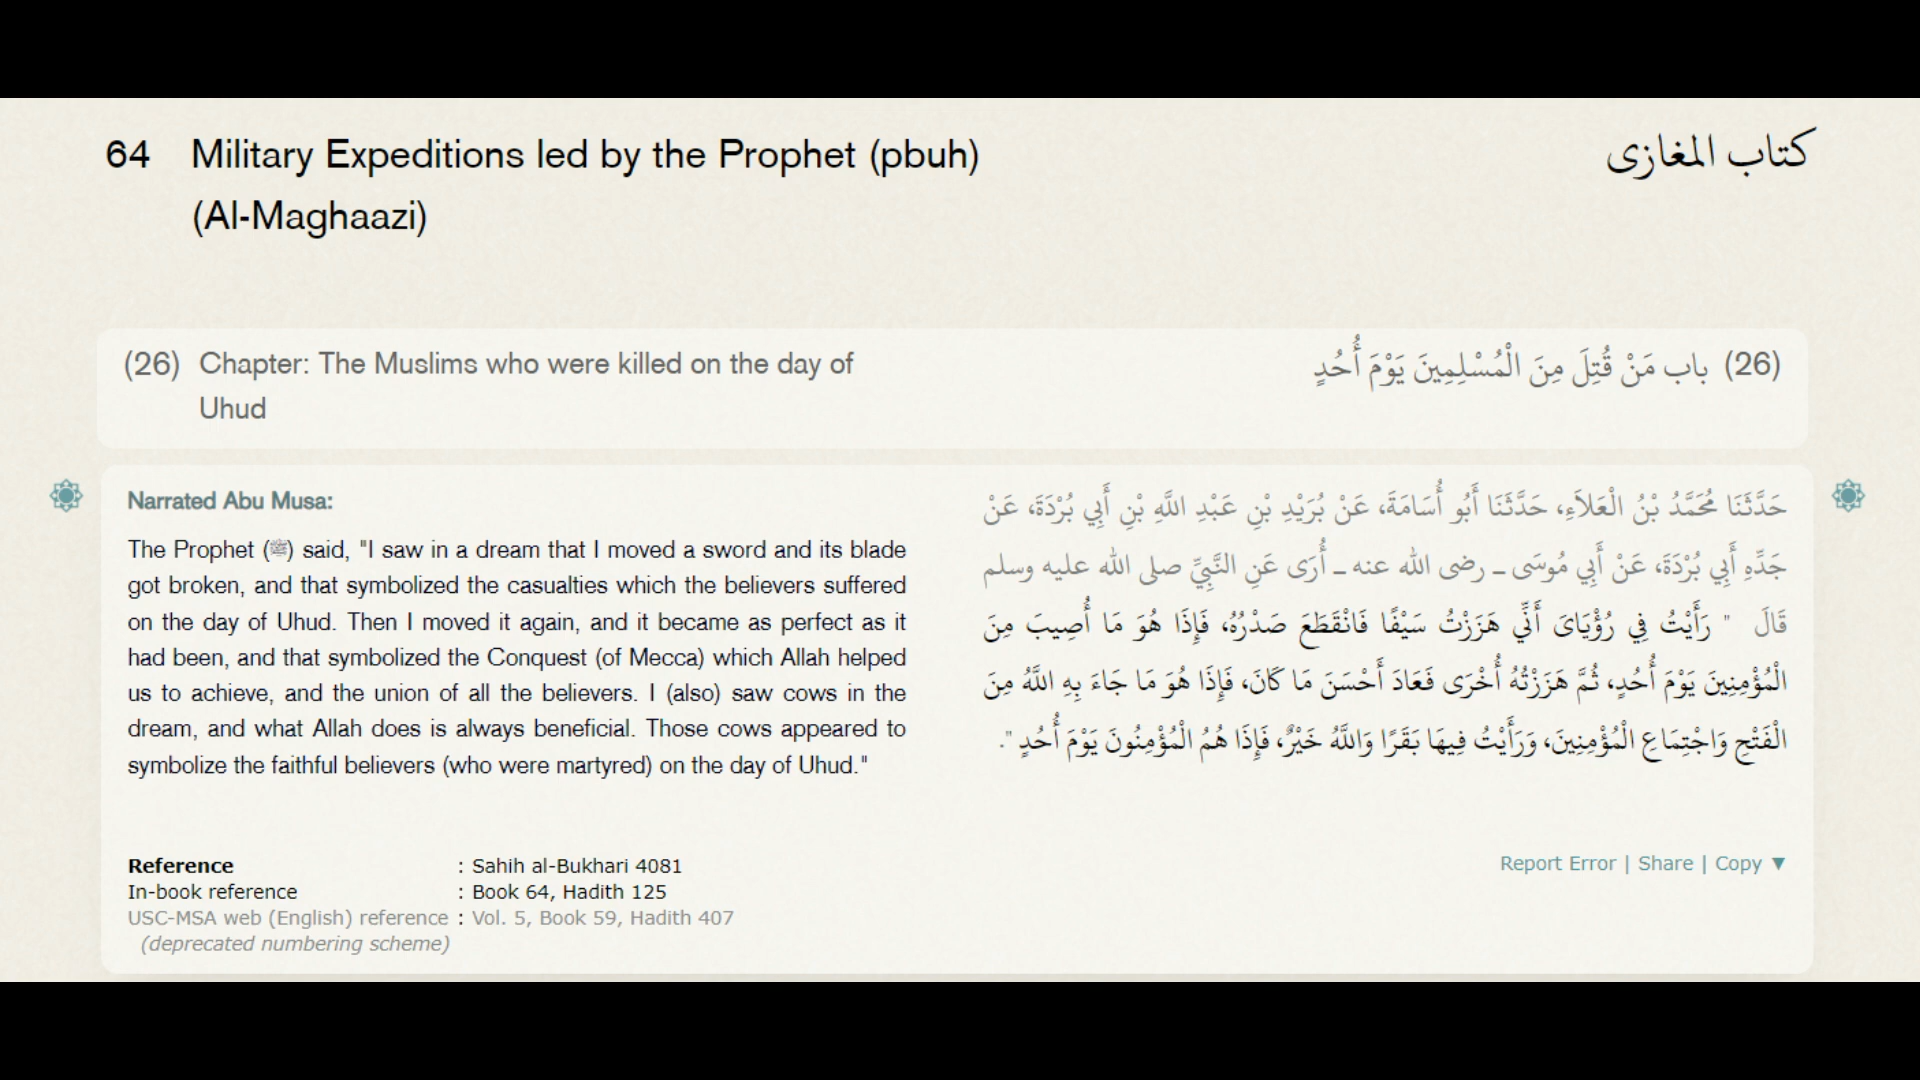 64 Military Expeditions led by the Prophet (pbuh)
(Al-Maghaazi)
كتاب المغازى
(26) Chapter: The Muslims who were killed on the day of
Uhud
(26) باب مَنْ قُتِلَ مِنَ الْمُسْلِمِينَ يَوْمَ أُحُدٍ
Narrated Abu Musa:
The Prophet (ﷺ) said, "I saw in a dream that I moved a sword and its blade
got broken, and that symbolized the casualties which the believers suffered
on the day of Uhud. Then I moved it again, and it became as perfect as it
had been, and that symbolized the Conquest (of Mecca) which Allah helped
us to achieve, and the union of all the believers. I (also) saw cows in the
dream, and what Allah does is always beneficial. Those cows appeared to
symbolize the faithful believers (who were martyred) on the day of Uhud."
حَدَّثَنَا مُحَمَّدُ بْنُ الْعَلاَءِ، حَدَّثَنَا أَبُو أُسَامَةَ، عَنْ بُرَيْدِ بْنِ عَبْدِ اللَّهِ بْنِ أَبِي بُرْدَةَ، عَنْ
جَدِّهِ أَبِي بُرْدَةَ، عَنْ أَبِي مُوسَى ـ رضى الله عنه ـ أُرَى عَنِ النَّبِيِّ صلى الله عليه وسلم
قَالَ " رَأَيْتُ فِي رُؤْيَاىَ أَنِّي هَزَزْتُ سَيْفًا فَانْقَطَعَ صَدْرُهُ، فَإِذَا هُوَ مَا أُصِيبَ مِنَ
الْمُؤْمِنِينَ يَوْمَ أُحُدٍ، ثُمَّ هَزَزْتُهُ أُخْرَى فَعَادَ أَحْسَنَ مَا كَانَ، فَإِذَا هُوَ مَا جَاءَ بِهِ اللَّهُ مِنَ
الْفَتْحِ وَاجْتِمَاعِ الْمُؤْمِنِينَ، وَرَأَيْتُ فِيهَا بَقَرًا وَاللَّهُ خَيْرٌ، فَإِذَا هُمُ الْمُؤْمِنُونَ يَوْمَ أُحُدٍ ".
Reference : Sahih al-Bukhari 4081
In-book reference : Book 64, Hadith 125
USC-MSA web (English) reference : Vol. 5, Book 59, Hadith 407
(deprecated numbering scheme)
Report Error | Share | Copy ▼